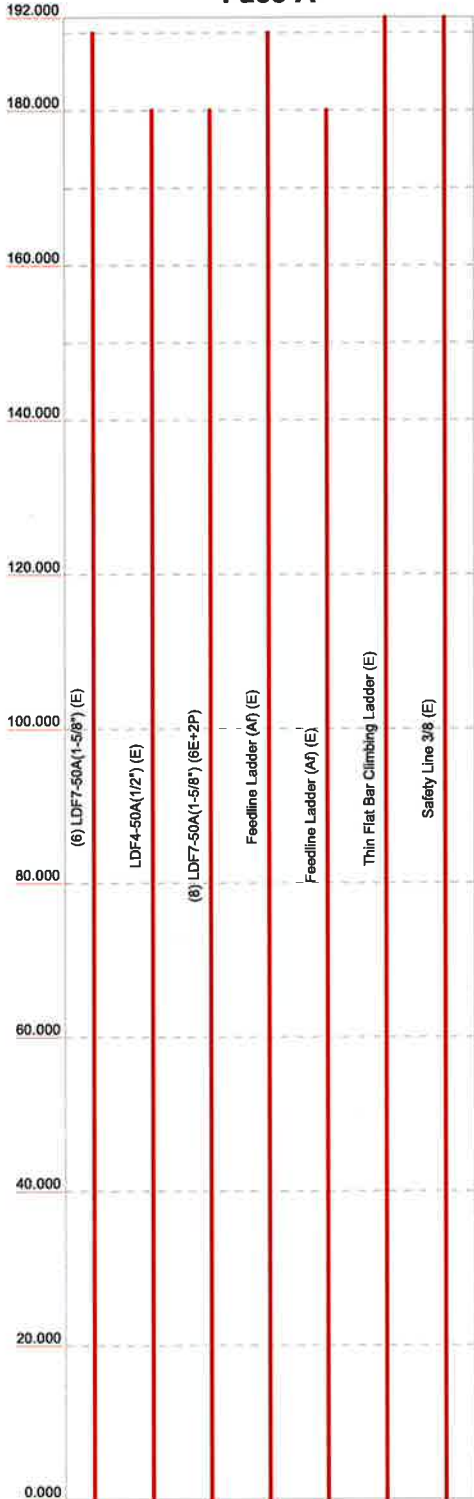 Face A
192.000
180.000
160.000
140.000
120.000
100.000
80.000
60.000
40.000
20.000
0.000
(6) LDF7-50A(1-5/8") (E)
LDF4-50A(1/2") (E)
(8) LDF7-50A(1-5/8") (6E+2P)
Feedline Ladder (Af) (E)
Feedline Ladder (Af) (E)
Thin Flat Bar Climbing Ladder (E)
Safety Line 3/8 (E)